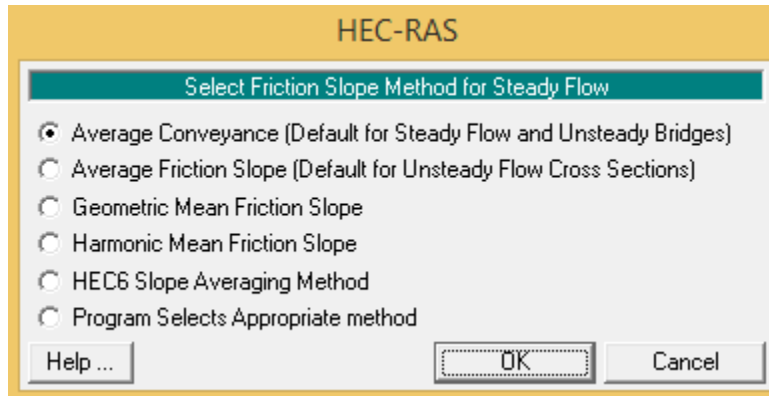 HEC-RAS
Select Friction Slope Method for Steady Flow
Average Conveyance (Default for Steady Flow and Unsteady Bridges)
Average Friction Slope (Default for Unsteady Flow Cross Sections)
Geometric Mean Friction Slope
Harmonic Mean Friction Slope
HEC6 Slope Averaging Method
Program Selects Appropriate method
Help ... OK Cancel